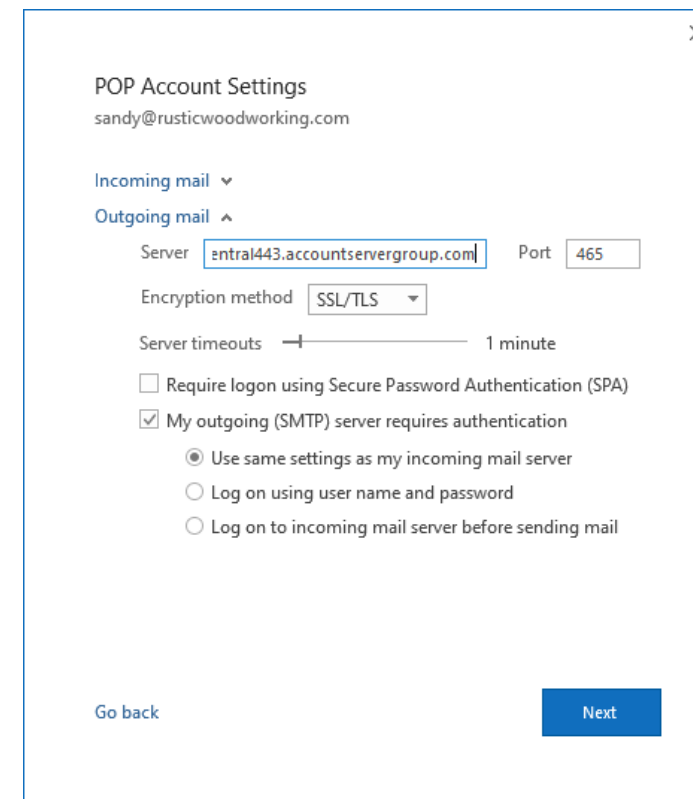 POP Account Settings
sandy@rusticwoodworking.com
Incoming mail
Outgoing mail
Server entral443.accountservergroup.com Port 465
Encryption method SSL/TLS
Server timeouts 1 minute
Require logon using Secure Password Authentication (SPA)
My outgoing (SMTP) server requires authentication
Use same settings as my incoming mail server
Log on using user name and password
Log on to incoming mail server before sending mail
Go back Next